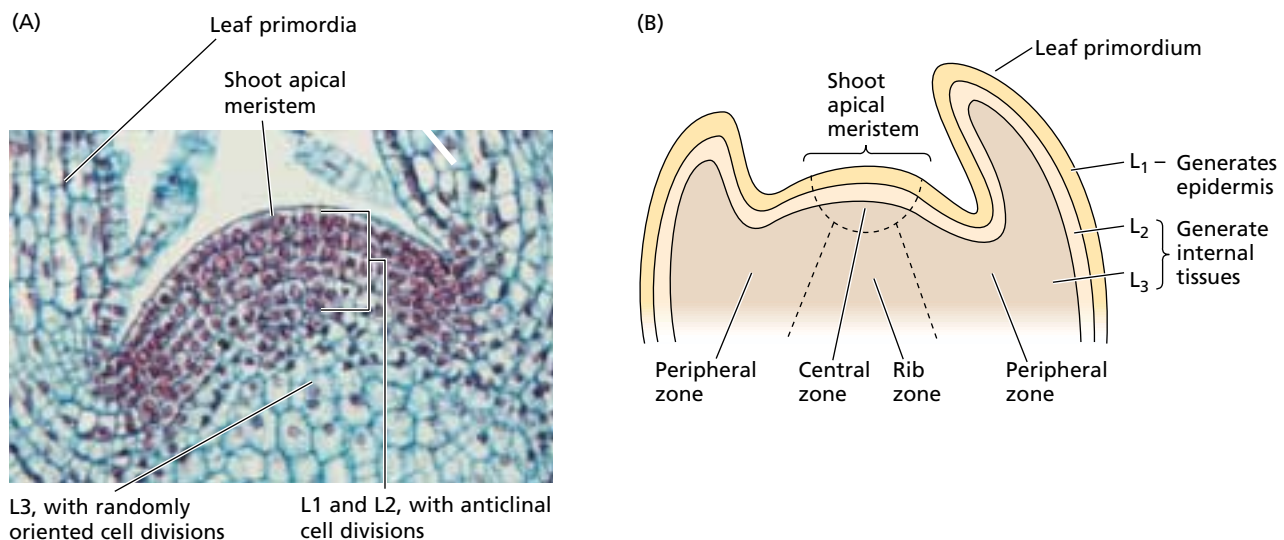 (A)
Leaf primordia
Shoot apical
meristem
L3, with randomly
oriented cell divisions
L1 and L2, with anticlinal
cell divisions
(B)
Leaf primordium
Shoot
apical
meristem
L1 – Generates
epidermis
L2
L3
Generate
internal
tissues
Peripheral
zone
Central
zone
Rib
zone
Peripheral
zone